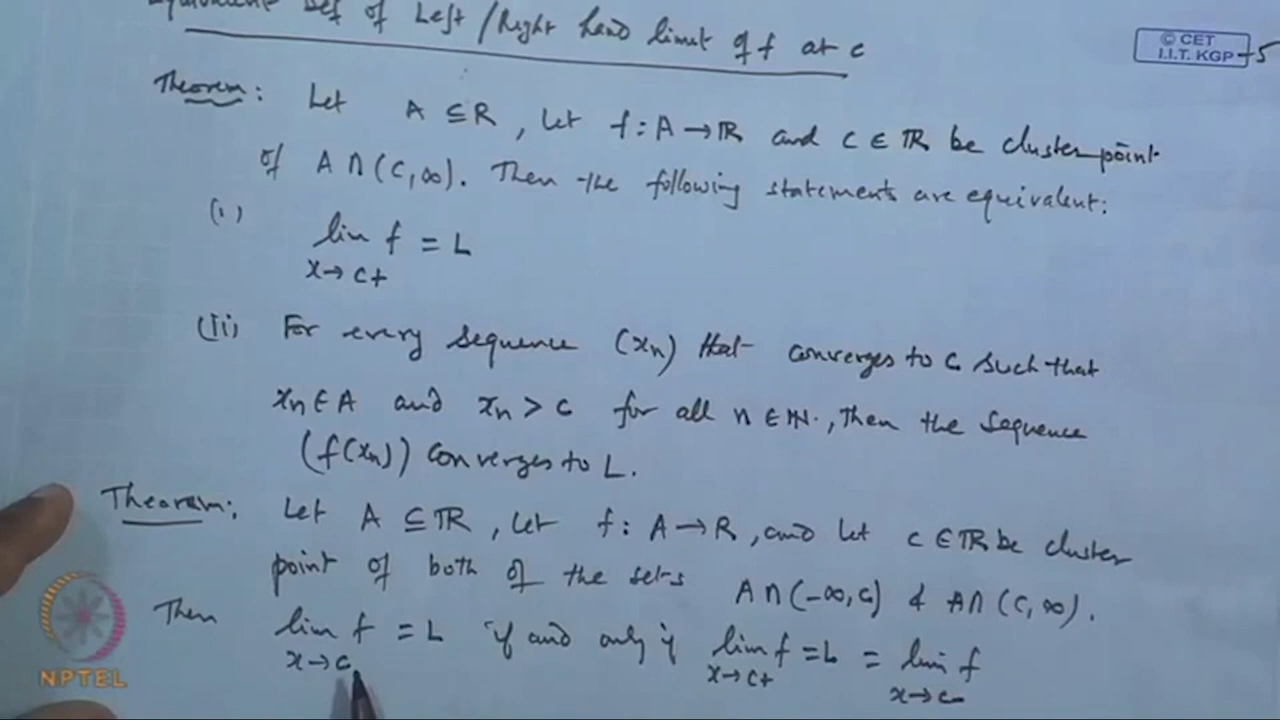 Equivalent Def of Left/Right hand limit of f at c
© CET
I.I.T. KGP
-5
Theorem: Let A ⊆ R, Let f: A → ℝ and c ∈ ℝ be cluster point
of A ∩ (c, ∞). Then the following statements are equivalent:
(i)
lim f = L
x → c+
(ii) For every sequence (xn) that converges to c such that
xn ∈ A and xn > c for all n ∈ ℕ., then the sequence
(f(xn)) converges to L.
Theorem: Let A ⊆ ℝ, Let f: A → R, and let c ∈ ℝ be cluster
point of both of the sets A ∩ (-∞, c) & A ∩ (c, ∞).
Then lim f = L if and only if lim f = L = lim f
x → c x → c+ x → c-
NPTEL